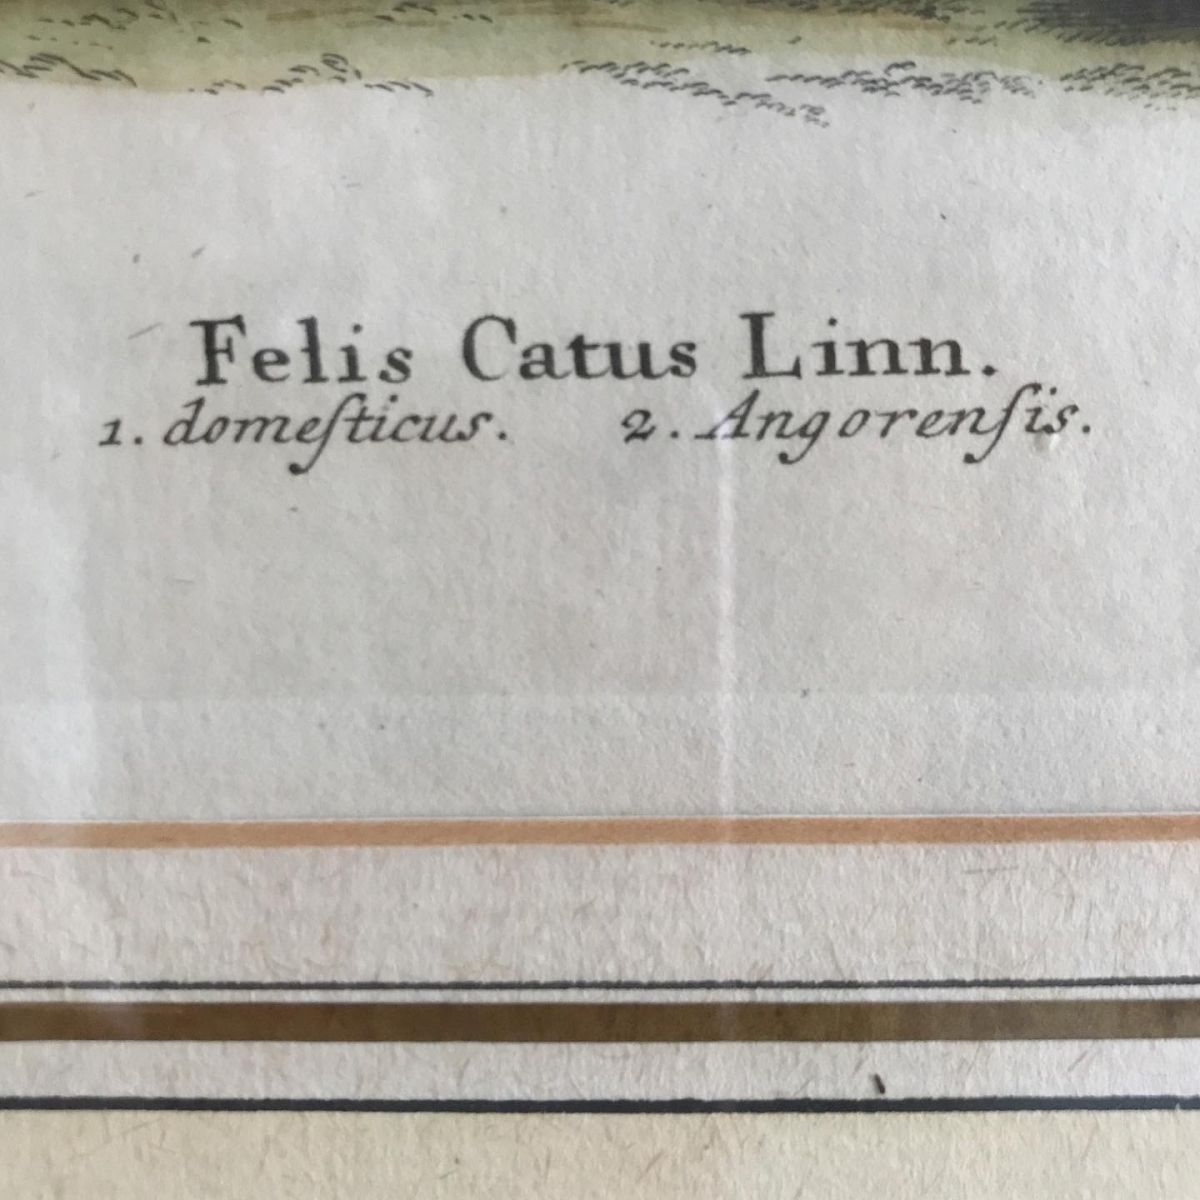 Felis Catus Linn.
1. domeſticus. 2. Angorenſis.